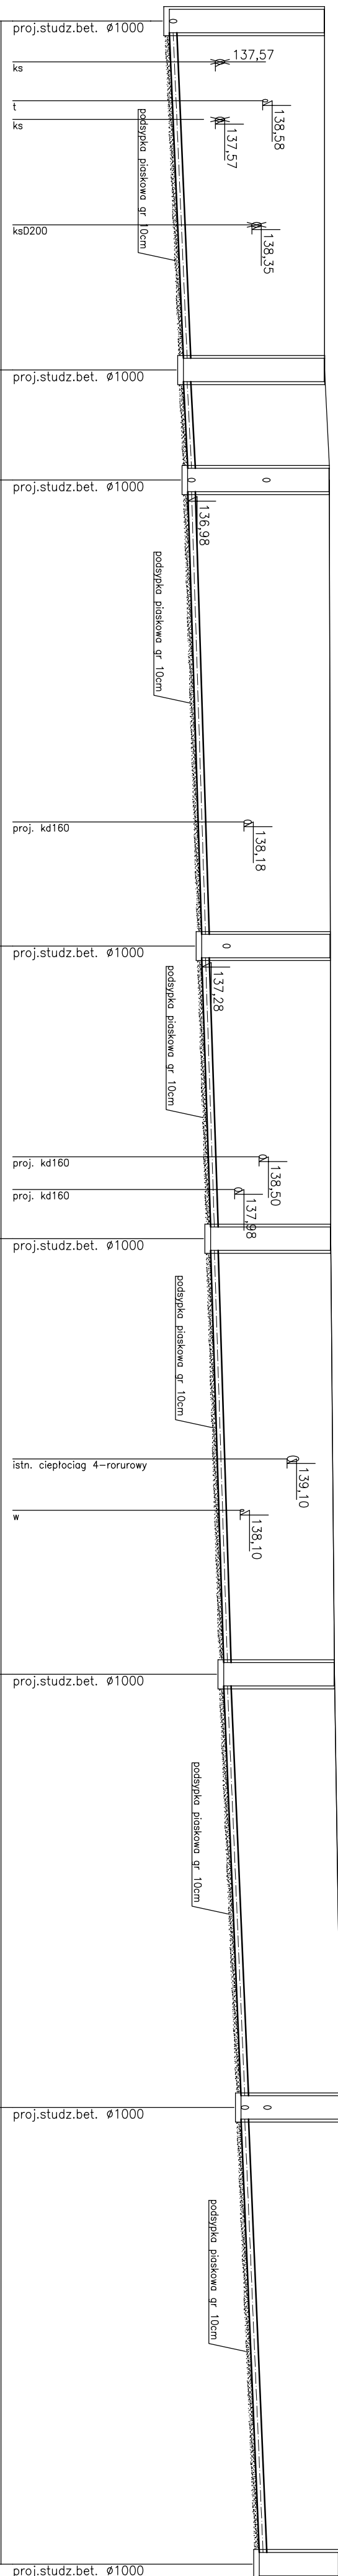 proj.studz.bet. Ø1000
137,57
ks
t
138,58
ks
137,57
podsypka piaskowa gr 10cm
ksD200
138,35
proj.studz.bet. Ø1000
proj.studz.bet. Ø1000
136,98
podsypka piaskowa gr 10cm
proj. kd160
138,18
proj.studz.bet. Ø1000
137,28
podsypka piaskowa gr 10cm
proj. kd160
138,50
proj. kd160
137,98
proj.studz.bet. Ø1000
podsypka piaskowa gr 10cm
istn. ciepłociąg 4-rorurowy
139,10
w
138,10
proj.studz.bet. Ø1000
podsypka piaskowa gr 10cm
proj.studz.bet. Ø1000
podsypka piaskowa gr 10cm
proj.studz.bet. Ø1000